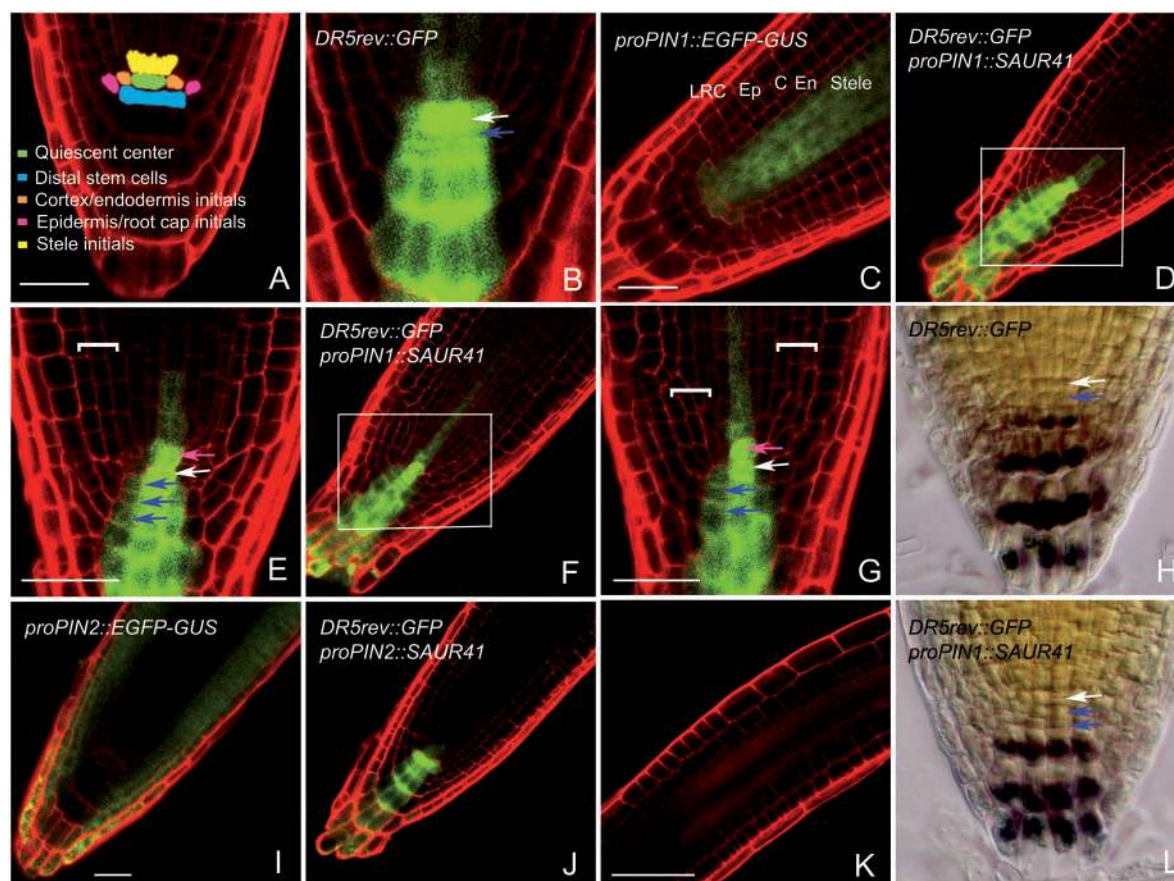 Quiescent center
Distal stem cells
Cortex/endodermis initials
Epidermis/root cap initials
Stele initials
A
DR5rev::GFP
B
proPIN1::EGFP-GUS
LRC Ep C En Stele
C
DR5rev::GFP
proPIN1::SAUR41
D
E
DR5rev::GFP
proPIN1::SAUR41
F
G
DR5rev::GFP
H
proPIN2::EGFP-GUS
I
DR5rev::GFP
proPIN2::SAUR41
J
K
DR5rev::GFP
proPIN1::SAUR41
L